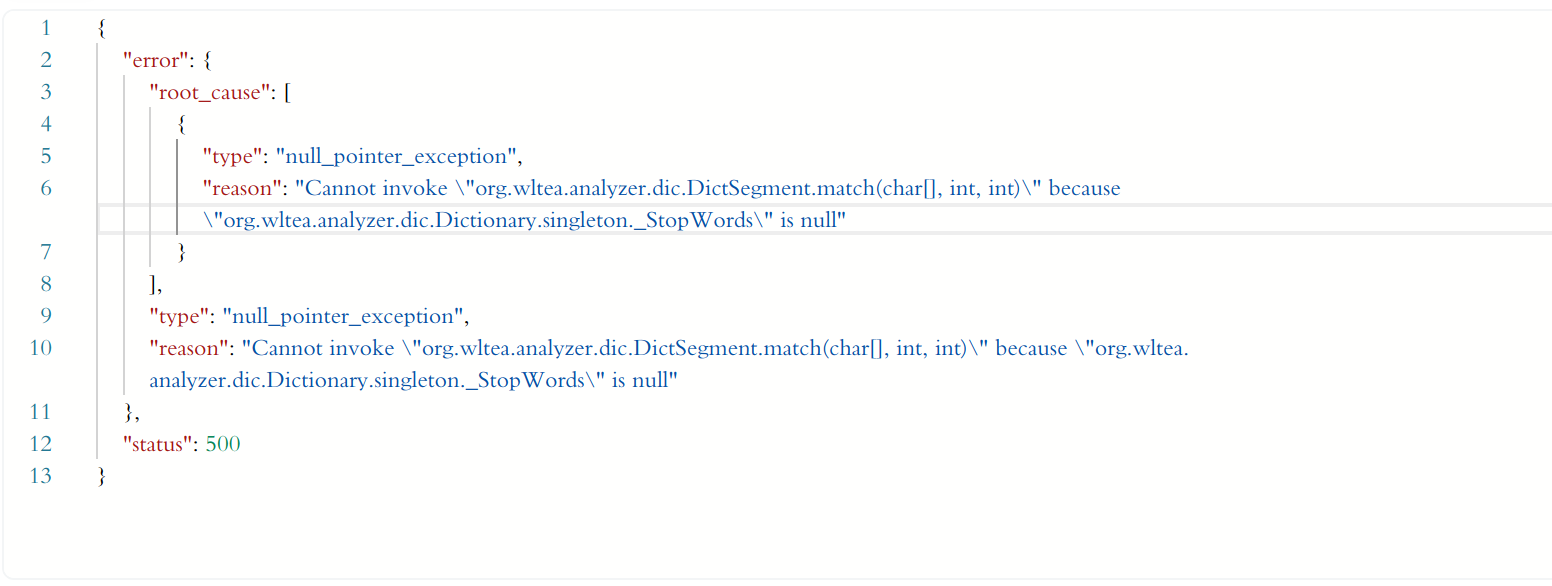 1 {
2 "error": {
3 "root_cause": [
4 {
5 "type": "null_pointer_exception",
6 "reason": "Cannot invoke \"org.wltea.analyzer.dic.DictSegment.match(char[], int, int)\" because
\"org.wltea.analyzer.dic.Dictionary.singleton._StopWords\" is null"
7 }
8 ],
9 "type": "null_pointer_exception",
10 "reason": "Cannot invoke \"org.wltea.analyzer.dic.DictSegment.match(char[], int, int)\" because \"org.wltea.
analyzer.dic.Dictionary.singleton._StopWords\" is null"
11 },
12 "status": 500
13 }